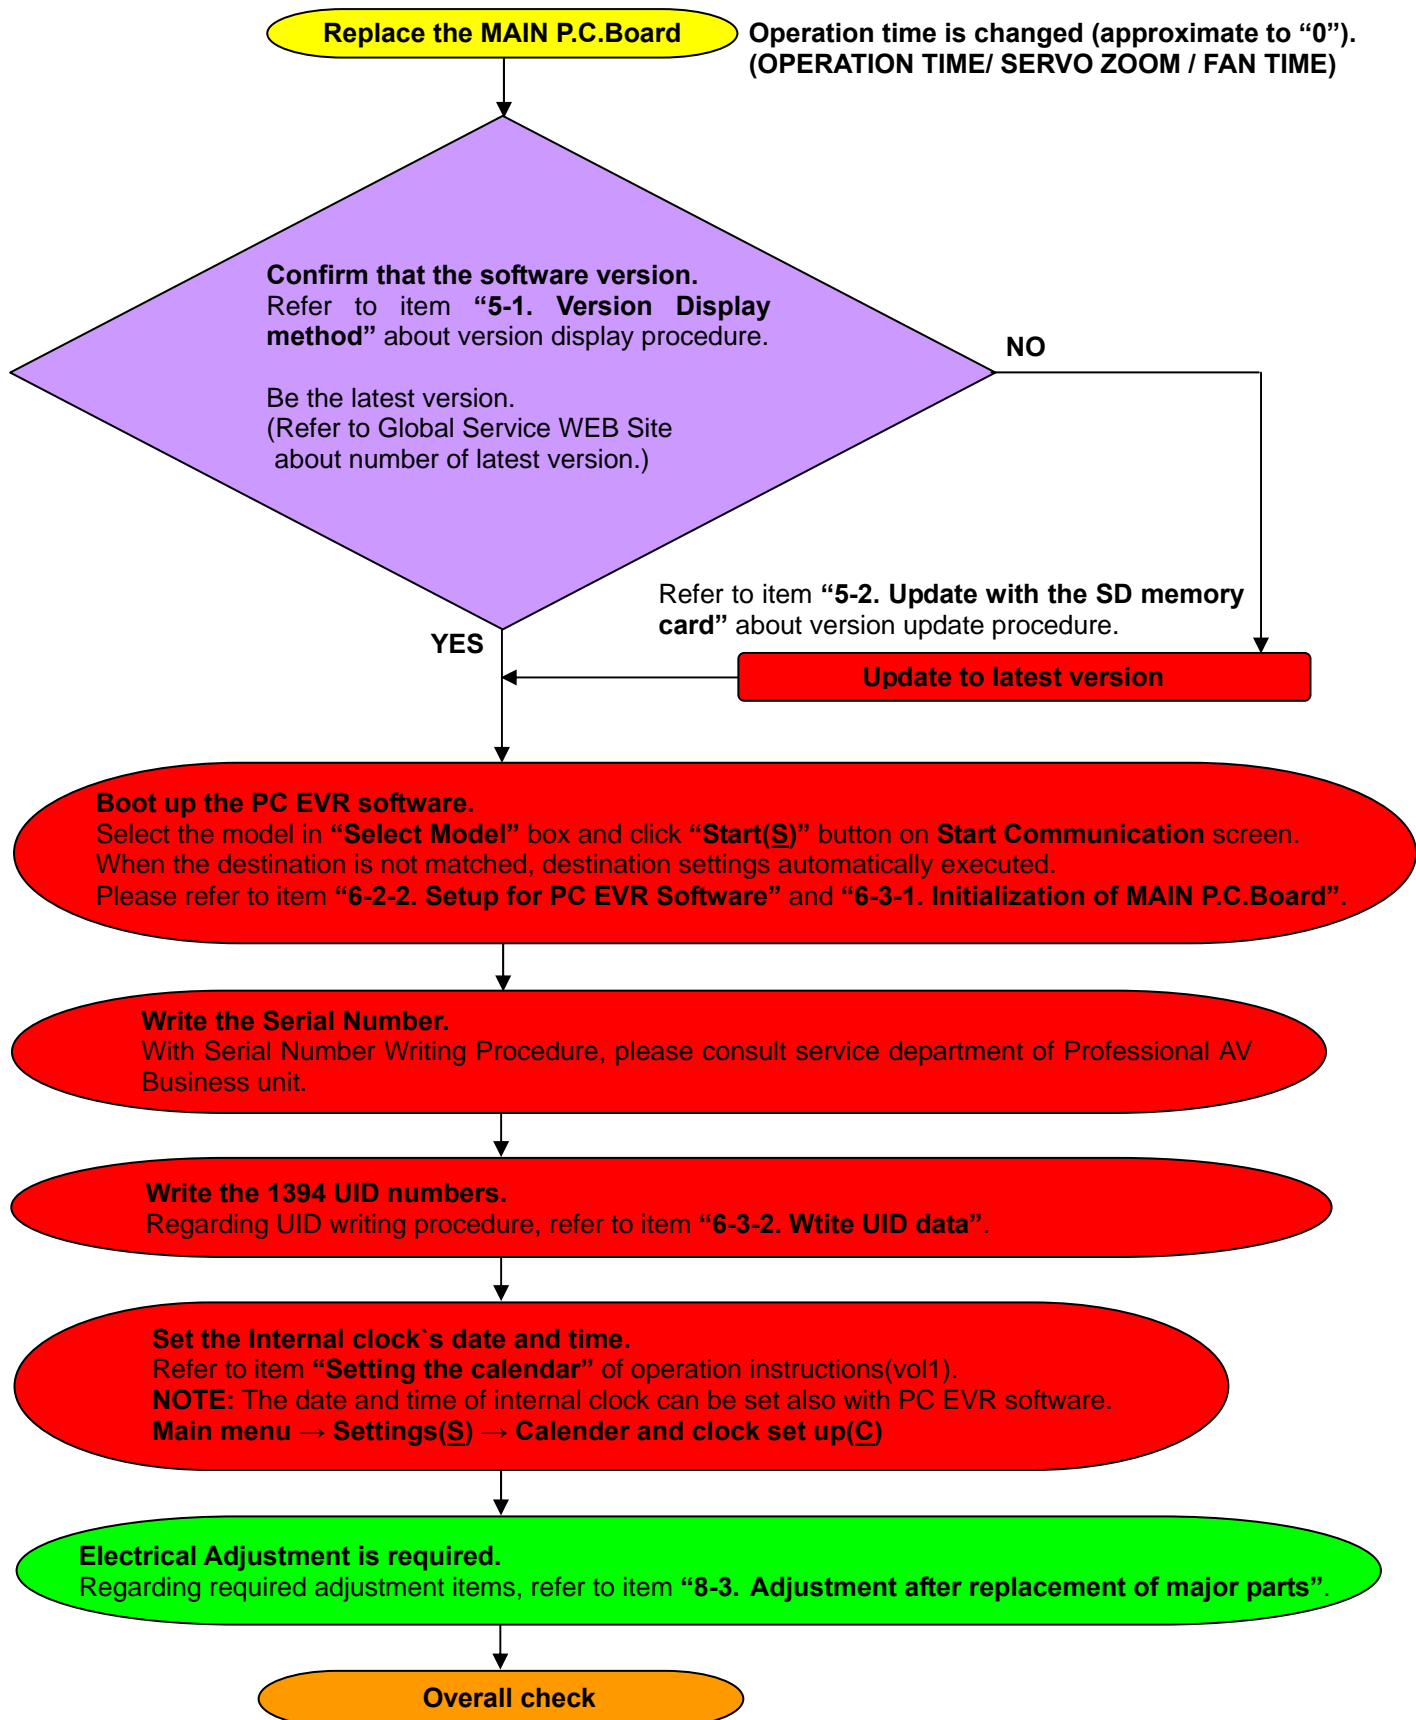 Replace the MAIN P.C.Board
Operation time is changed (approximate to “0”).
(OPERATION TIME/ SERVO ZOOM / FAN TIME)
Confirm that the software version.
Refer to item “5-1. Version Display
method” about version display procedure.
Be the latest version.
(Refer to Global Service WEB Site
about number of latest version.)
NO
Refer to item “5-2. Update with the SD memory
card” about version update procedure.
YES
Update to latest version
Boot up the PC EVR software.
Select the model in “Select Model” box and click “Start(S)” button on Start Communication screen.
When the destination is not matched, destination settings automatically executed.
Please refer to item “6-2-2. Setup for PC EVR Software” and “6-3-1. Initialization of MAIN P.C.Board”.
Write the Serial Number.
With Serial Number Writing Procedure, please consult service department of Professional AV
Business unit.
Write the 1394 UID numbers.
Regarding UID writing procedure, refer to item “6-3-2. Wtite UID data”.
Set the Internal clock`s date and time.
Refer to item “Setting the calendar” of operation instructions(vol1).
NOTE: The date and time of internal clock can be set also with PC EVR software.
Main menu → Settings(S) → Calender and clock set up(C)
Electrical Adjustment is required.
Regarding required adjustment items, refer to item “8-3. Adjustment after replacement of major parts”.
Overall check